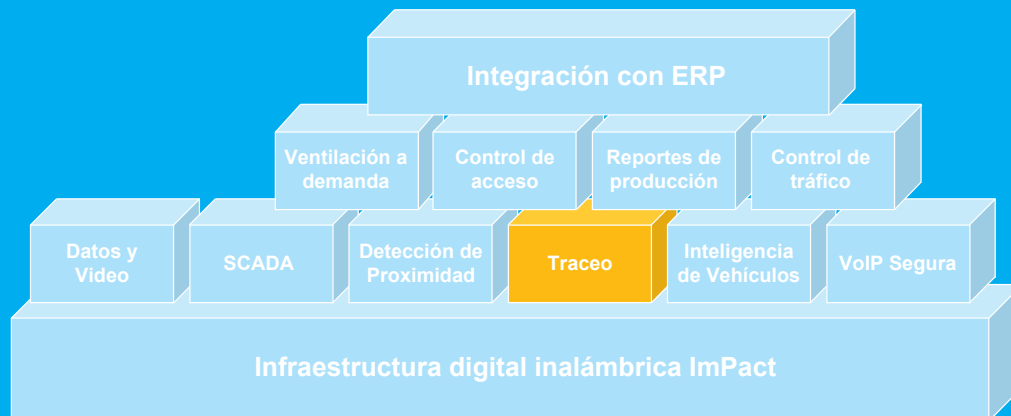 Integración con ERP
Ventilación a
demanda
Control de
acceso
Reportes de
producción
Control de
tráfico
Datos y
Video
SCADA
Detección de
Proximidad
Traceo
Inteligencia
de Vehículos
VoIP Segura
Infraestructura digital inalámbrica ImPact